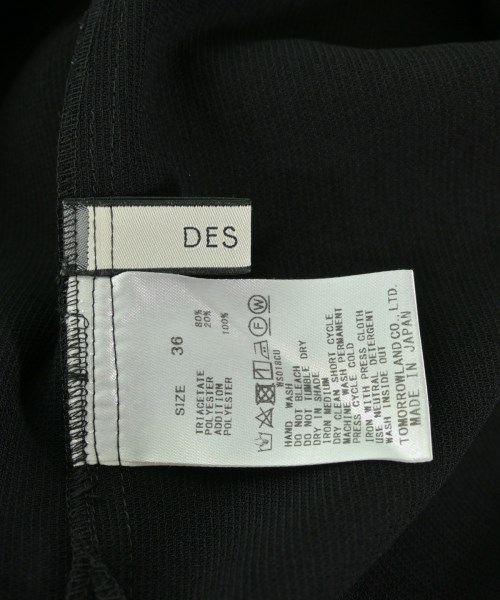 DES
SIZE 36
TRIACETATE 80%
POLYESTER 20%
ADDITION
POLYESTER 100%
WS018CU
HAND WASH
DO NOT BLEACH
DO NOT TUMBLE DRY
DRY IN SHADE
IRON MEDIUM
DRY CLEAN SHORT CYCLE
MACHINE WASH PERMANENT
PRESS CYCLE COLD
IRON WITH PRESS CLOTH
USE NEUTRAL DETERGENT
WASH INSIDE OUT
TOMORROWLAND CO., LTD.
MADE IN JAPAN